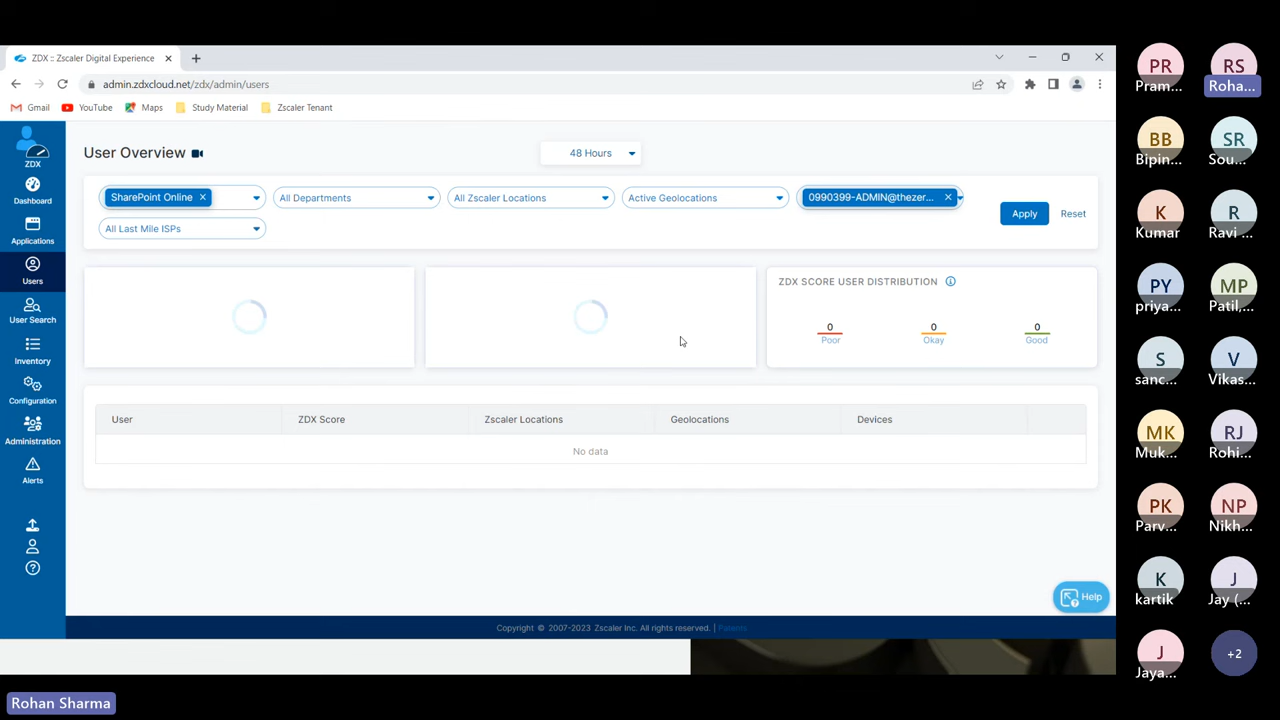 ZDX :: Zscaler Digital Experience
admin.zdxcloud.net/zdx/admin/users
Gmail YouTube Maps Study Material Zscaler Tenant
ZDX
Dashboard
Applications
Users
User Search
Inventory
Configuration
Administration
Alerts
User Overview
48 Hours
SharePoint Online
All Departments
All Zscaler Locations
Active Geolocations
0990399-ADMIN@thezer...
All Last Mile ISPs
Apply
Reset
ZDX SCORE USER DISTRIBUTION
0 0 0
Poor Okay Good
User ZDX Score Zscaler Locations Geolocations Devices
No data
Help
Copyright © 2007-2023 Zscaler Inc. All rights reserved. | Patents
Rohan Sharma
PR RS
Pram... Roha...
BB SR
Bipin... Sou...
K R
Kumar Ravi ...
PY MP
priya... Patil,...
S V
sanc... Vikas...
MK RJ
Muk... Rohi...
PK NP
Parv... Nikh...
K J
kartik Jay (...
J +2
Jaya...